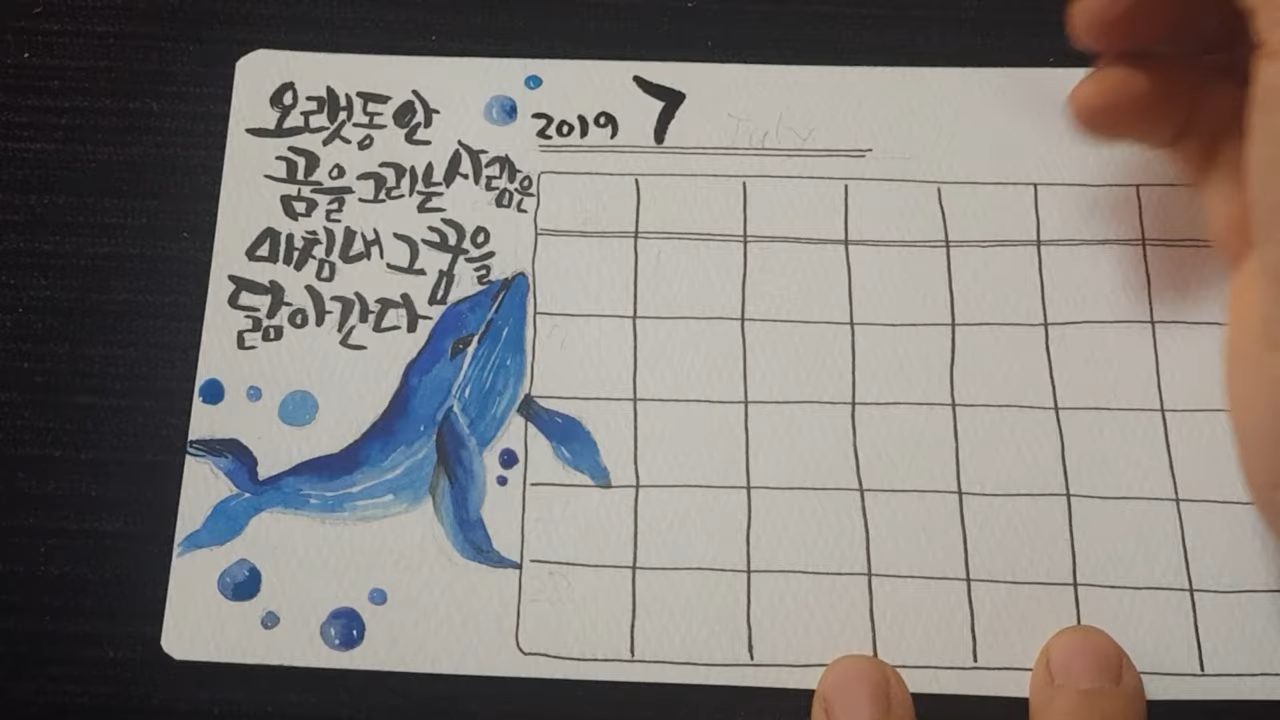 오랫동안
꿈을 그리는 사람은
마침내 그 꿈을
닮아간다
2019 7 July